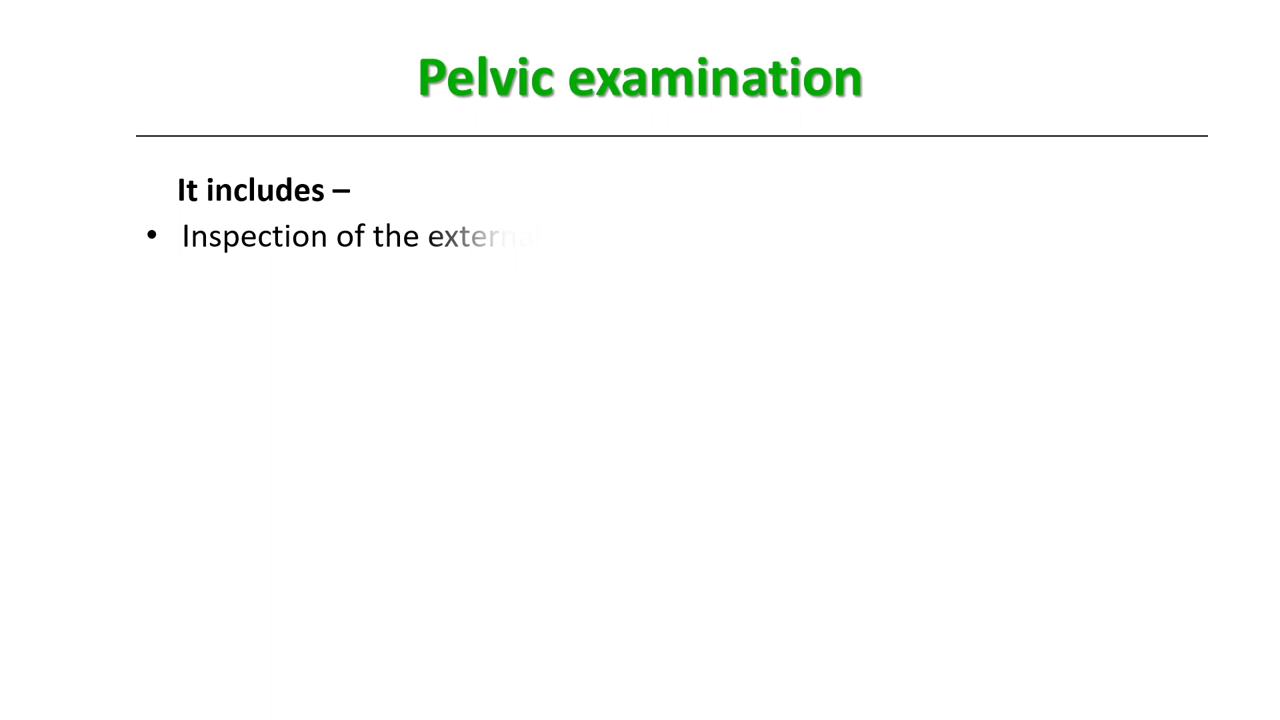 Pelvic examination
It includes –
• Inspection of the external